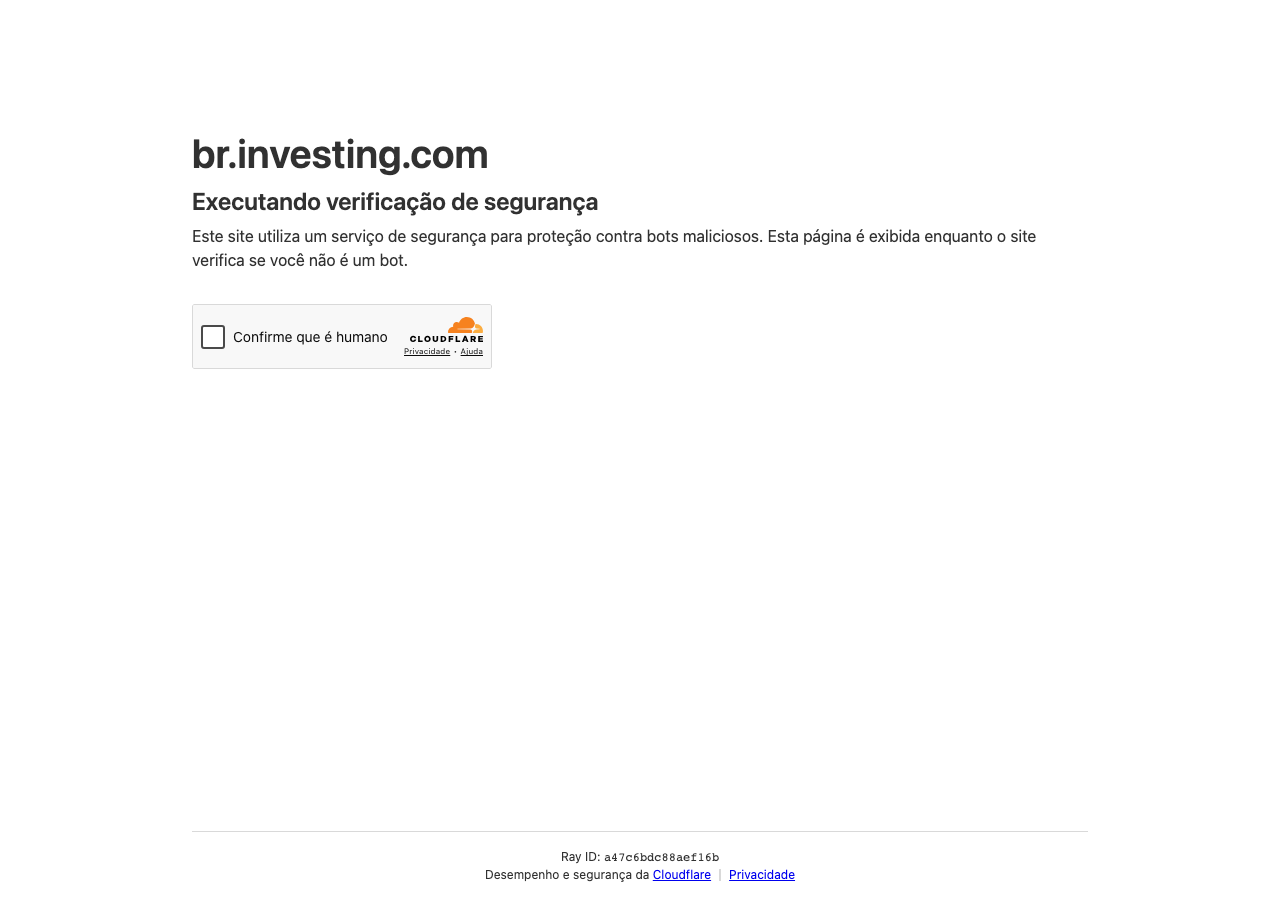 br.investing.com
Executando verificação de segurança
Este site utiliza um serviço de segurança para proteção contra bots maliciosos. Esta página é exibida enquanto o site
verifica se você não é um bot.
Confirme que é humano
CLOUDFLARE
Privacidade • Ajuda
Ray ID: a47c6bdc88aef16b
Desempenho e segurança da Cloudflare | Privacidade